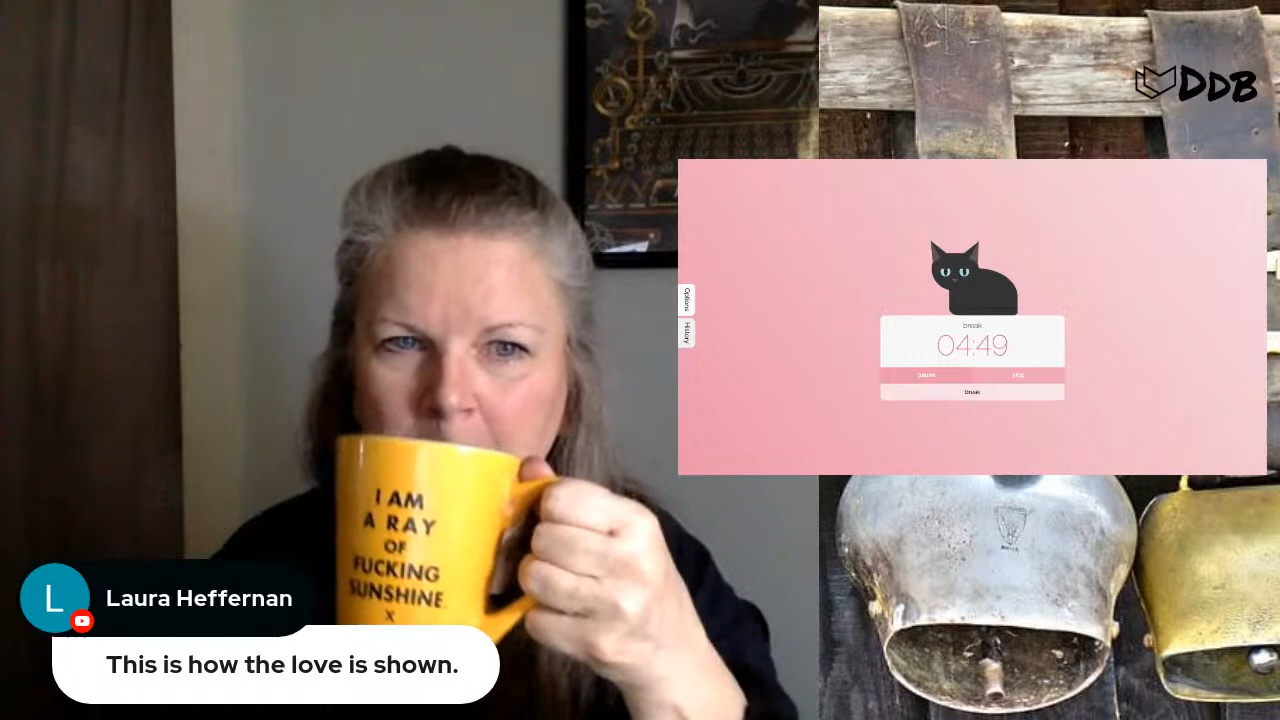 DDB
Options
History
break
04:49
pause
stop
Break
I AM
A RAY
OF
FUCKING
SUNSHINE
X
Laura Heffernan
This is how the love is shown.
L